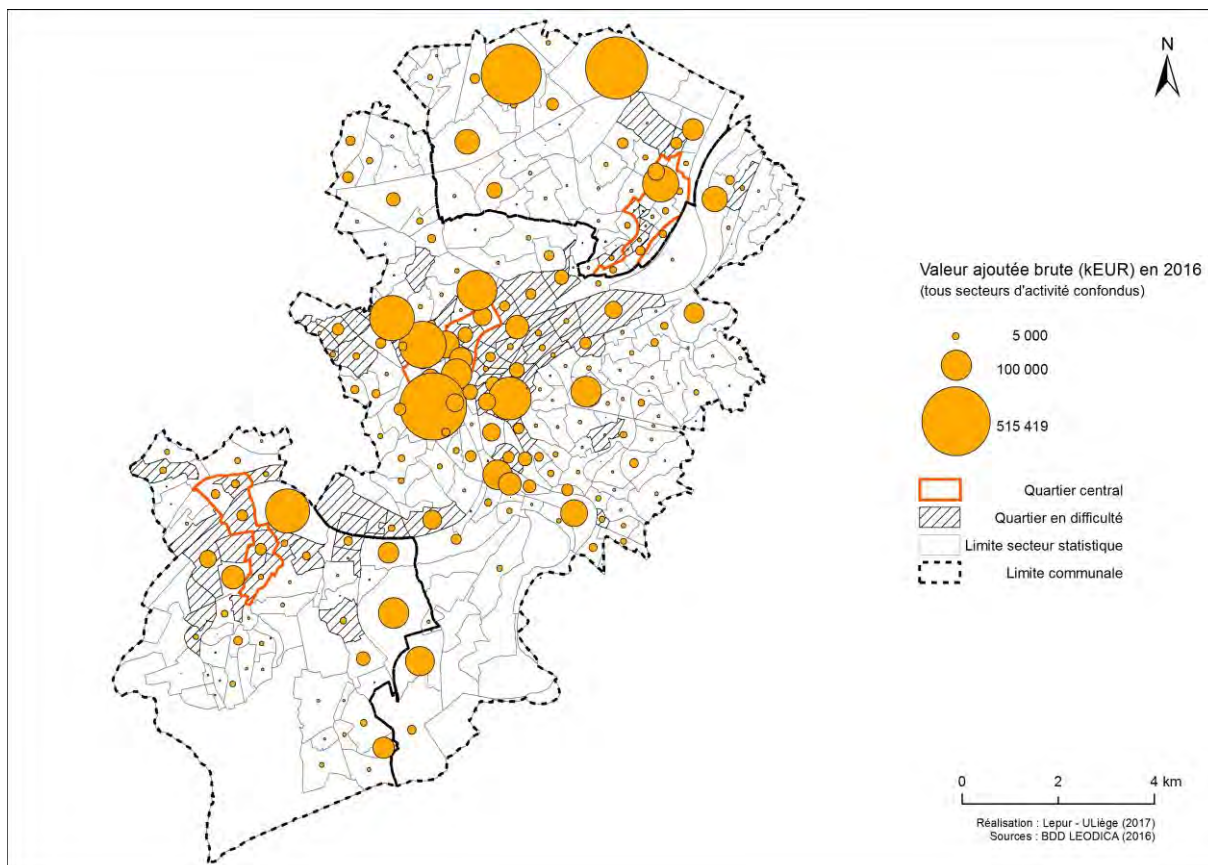 N
Valeur ajoutée brute (kEUR) en 2016
(tous secteurs d'activité confondus)
5 000
100 000
515 419
Quartier central
Quartier en difficulté
Limite secteur statistique
Limite communale
0 2 4 km
Réalisation : Lepur - ULiège (2017)
Sources : BDD LEODICA (2016)